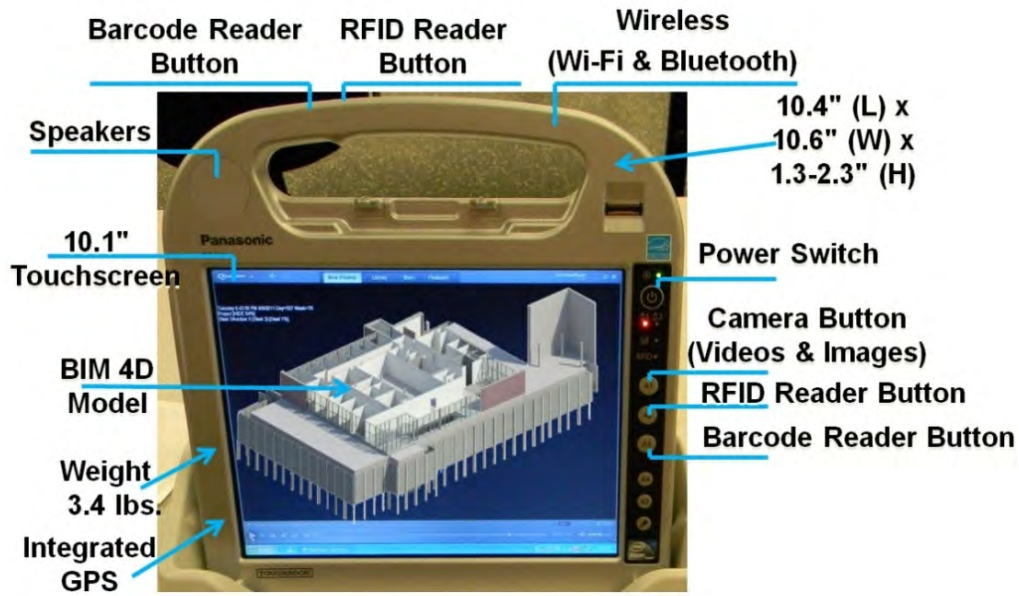 Barcode Reader
Button
RFID Reader
Button
Wireless
(Wi-Fi & Bluetooth)
10.4" (L) x
10.6" (W) x
1.3-2.3" (H)
Speakers
Panasonic
10.1"
Touchscreen
Power Switch
Camera Button
(Videos & Images)
RFID
BIM 4D
Model
RFID Reader Button
Barcode Reader Button
Weight
3.4 lbs.
Integrated
GPS
TOUGHBOOK